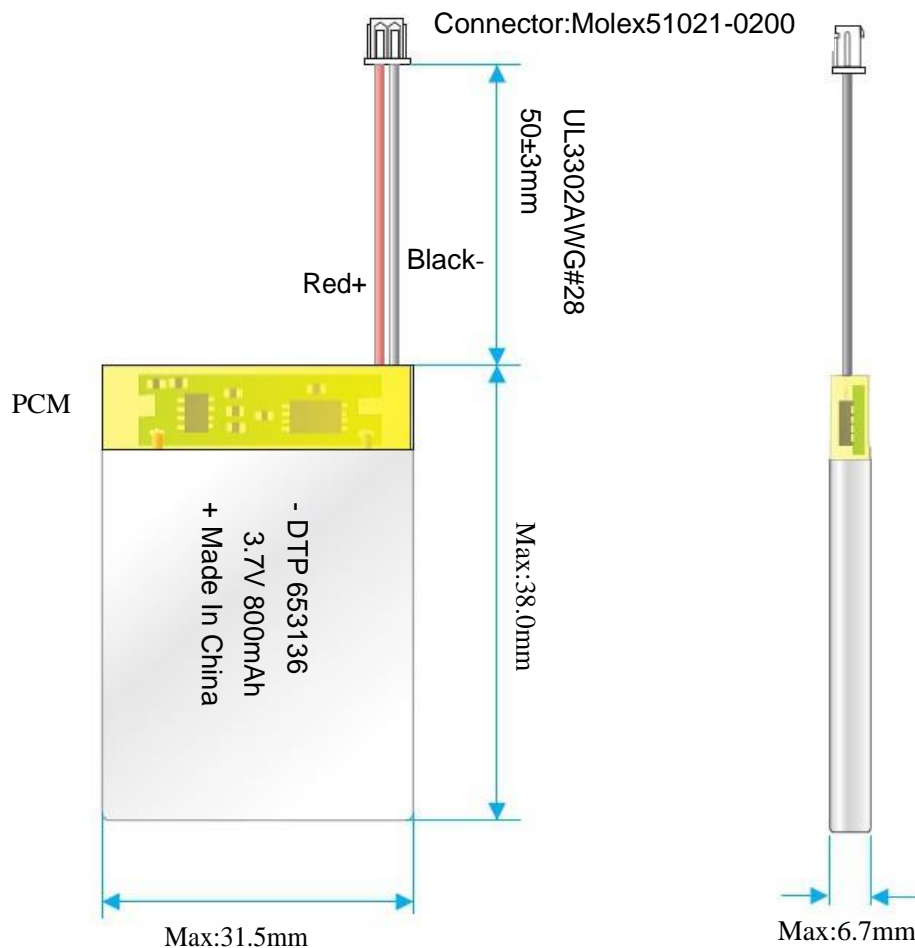 Connector:Molex51021-0200
UL3302AWG#28
50±3mm
Black-
Red+
PCM
- DTP 653136
3.7V 800mAh
+ Made In China
Max:38.0mm
Max:31.5mm
Max:6.7mm